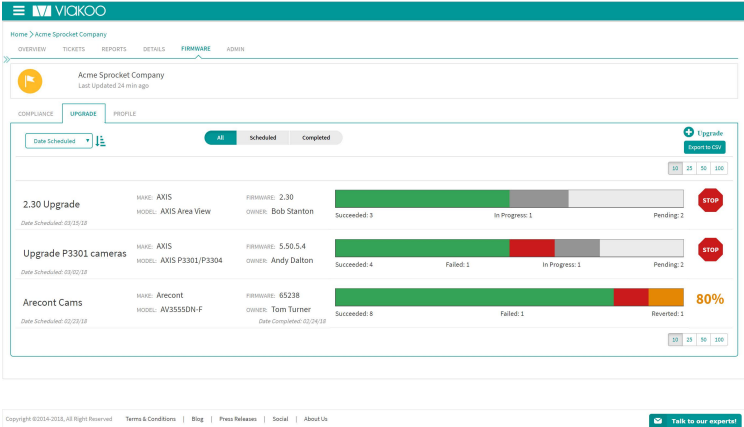 VIAKOO
Home > Acme Sprocket Company
OVERVIEW TICKETS REPORTS DETAILS FIRMWARE ADMIN
Acme Sprocket Company
Last Updated 24 min ago
COMPLIANCE UPGRADE PROFILE
Date Scheduled All Scheduled Completed Upgrade
Export to CSV
10 25 50 100
2.30 Upgrade MAKE: AXIS FIRMWARE: 2.30 STOP
MODEL: AXIS Area View OWNER: Bob Stanton
Succeeded: 3 In Progress: 1 Pending: 2
Date Scheduled: 03/15/18
Upgrade P3301 cameras MAKE: AXIS FIRMWARE: 5.50.5.4 STOP
MODEL: AXIS P3301/P3304 OWNER: Andy Dalton
Succeeded: 4 Failed: 1 In Progress: 1 Pending: 2
Date Scheduled: 03/02/18
Arecont Cams MAKE: Arecont FIRMWARE: 65238 80%
MODEL: AV3555DN-F OWNER: Tom Turner
Succeeded: 8 Failed: 1 Reverted: 1
Date Scheduled: 02/23/18 Date Completed: 02/24/18
10 25 50 100
Copyright ©2014-2018, All Right Reserved Terms & Conditions | Blog | Press Releases | Social | About Us
Talk to our experts!